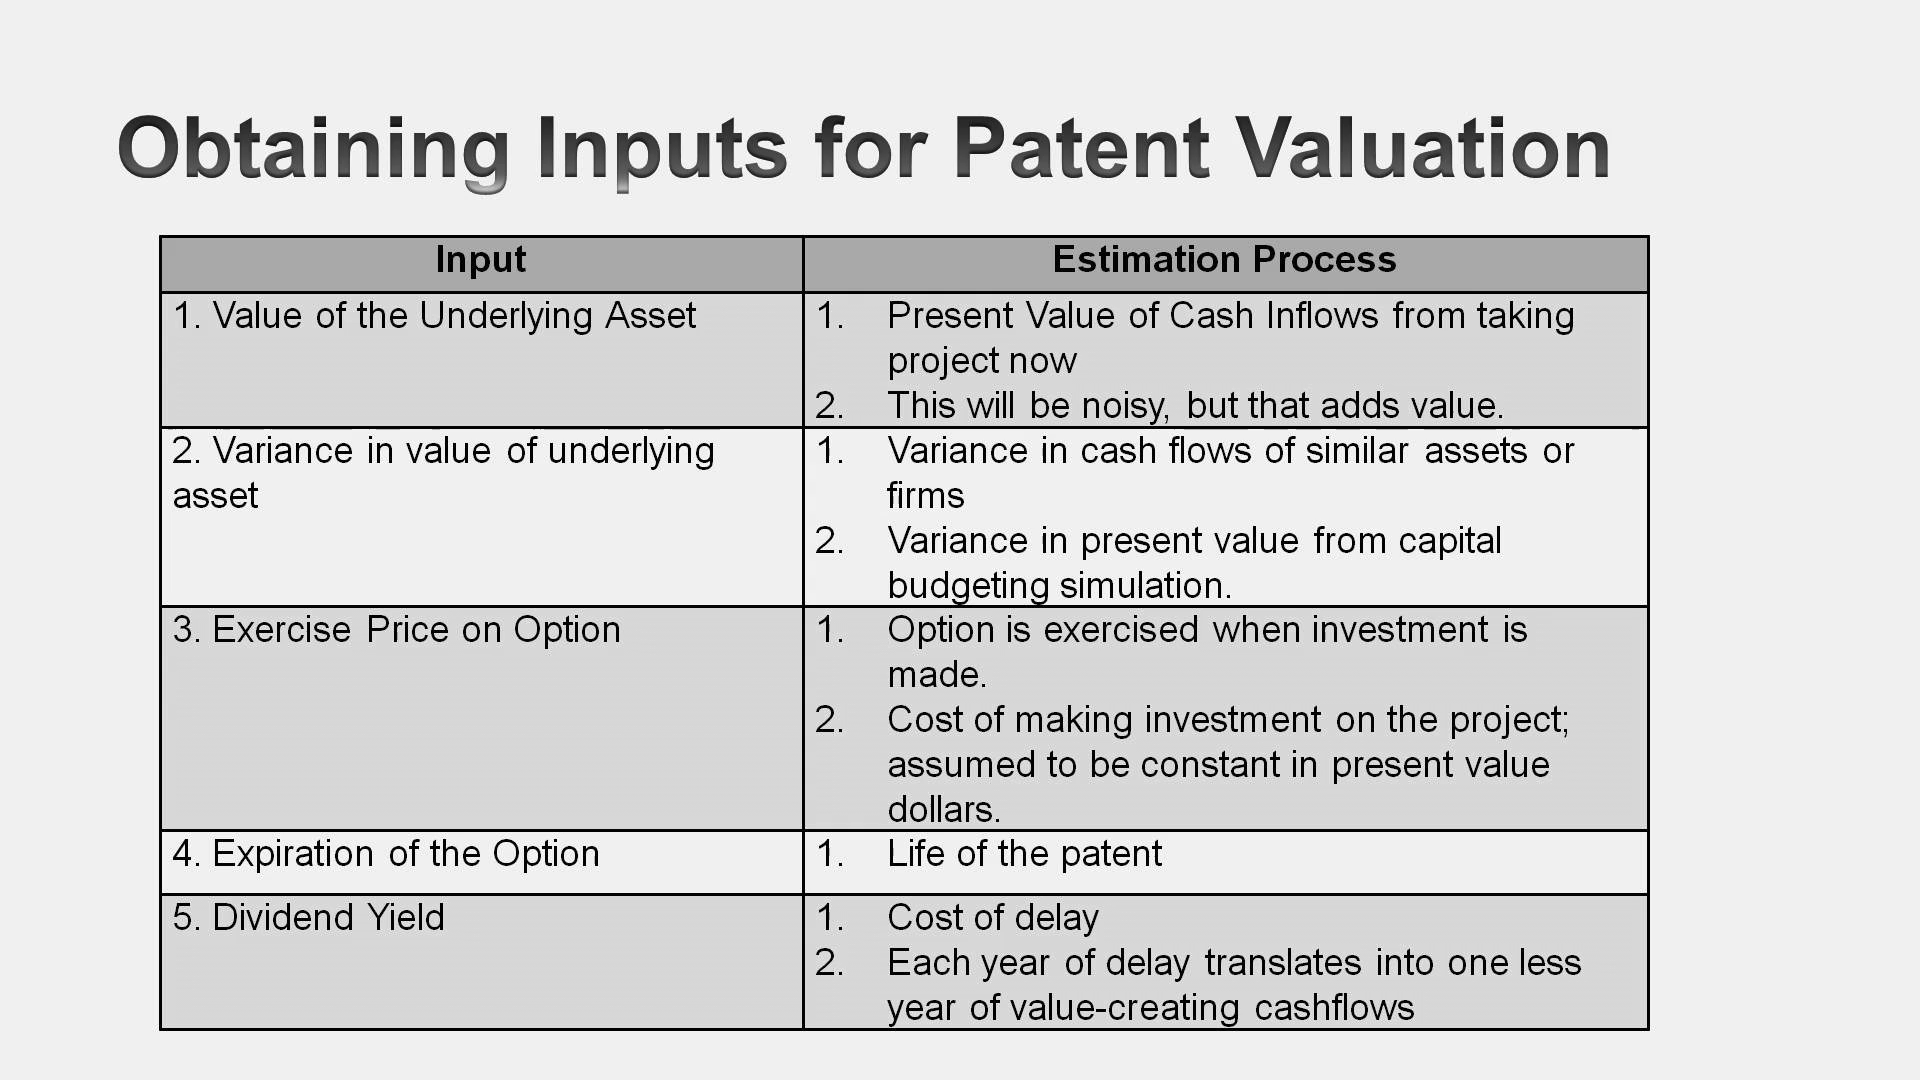 Obtaining Inputs for Patent Valuation
Input
Estimation Process
1. Value of the Underlying Asset
1. Present Value of Cash Inflows from taking
project now
2. This will be noisy, but that adds value.
2. Variance in value of underlying
asset
1. Variance in cash flows of similar assets or
firms
2. Variance in present value from capital
budgeting simulation.
3. Exercise Price on Option
1. Option is exercised when investment is
made.
2. Cost of making investment on the project;
assumed to be constant in present value
dollars.
4. Expiration of the Option
1. Life of the patent
5. Dividend Yield
1. Cost of delay
2. Each year of delay translates into one less
year of value-creating cashflows